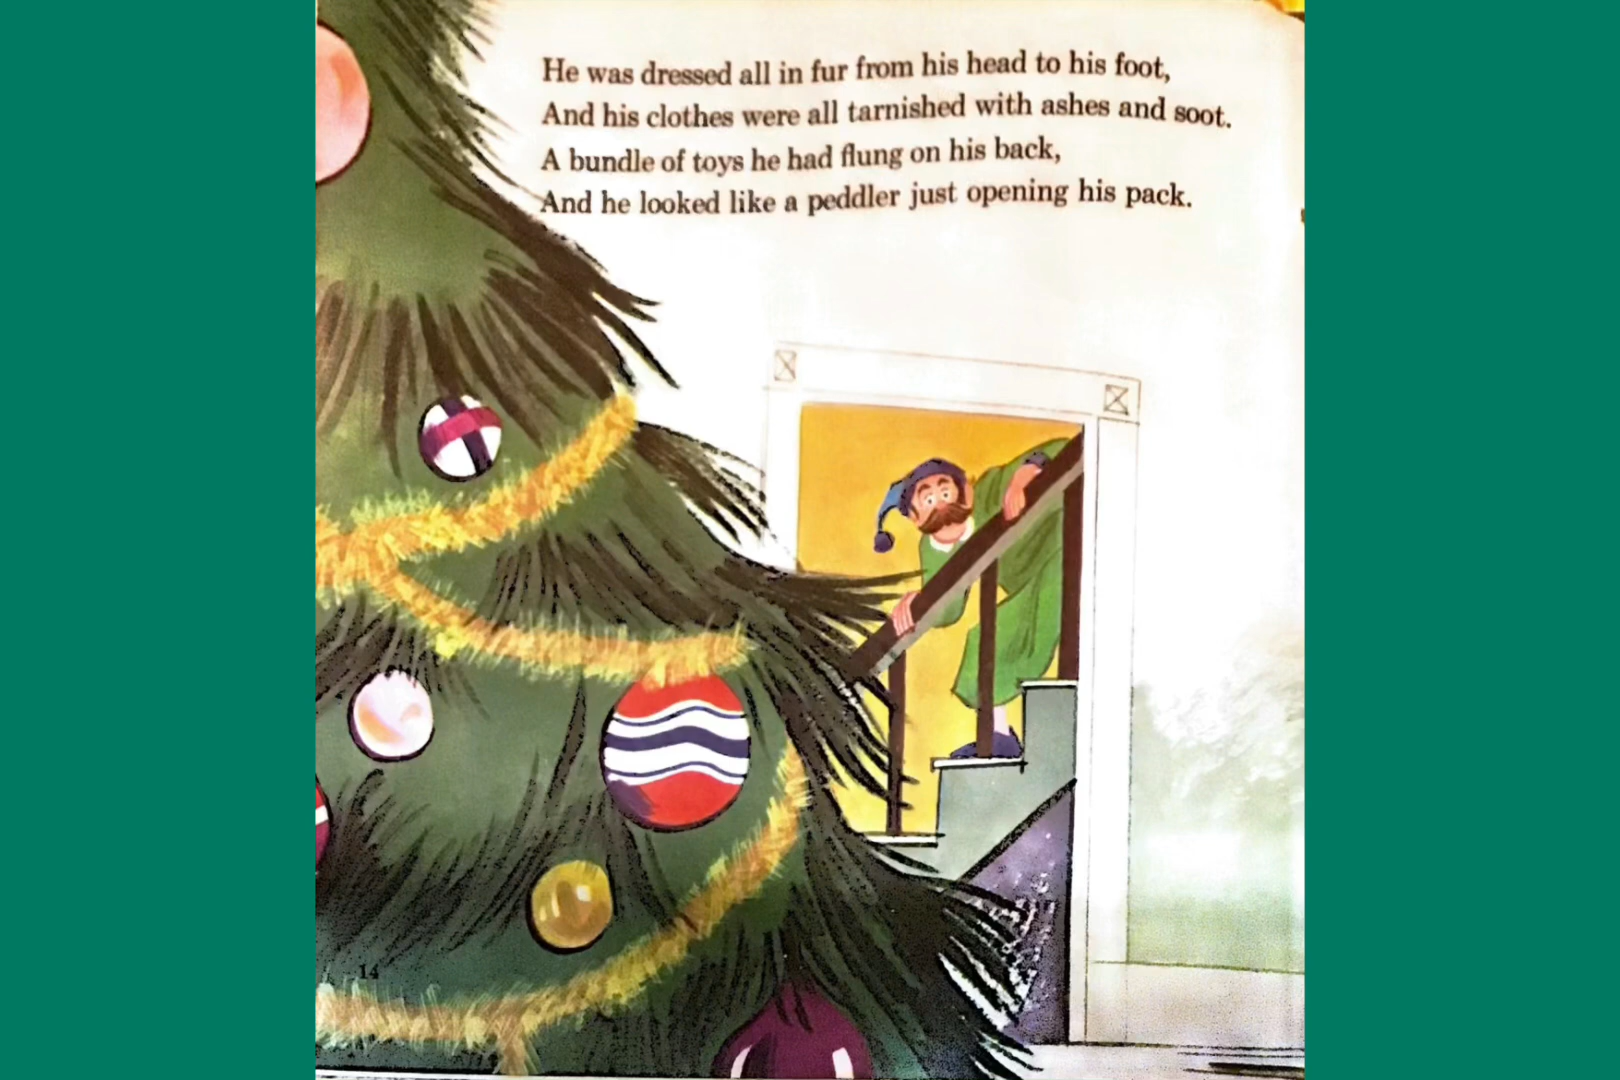 He was dressed all in fur from his head to his foot,
And his clothes were all tarnished with ashes and soot.
A bundle of toys he had flung on his back,
And he looked like a peddler just opening his pack.
14